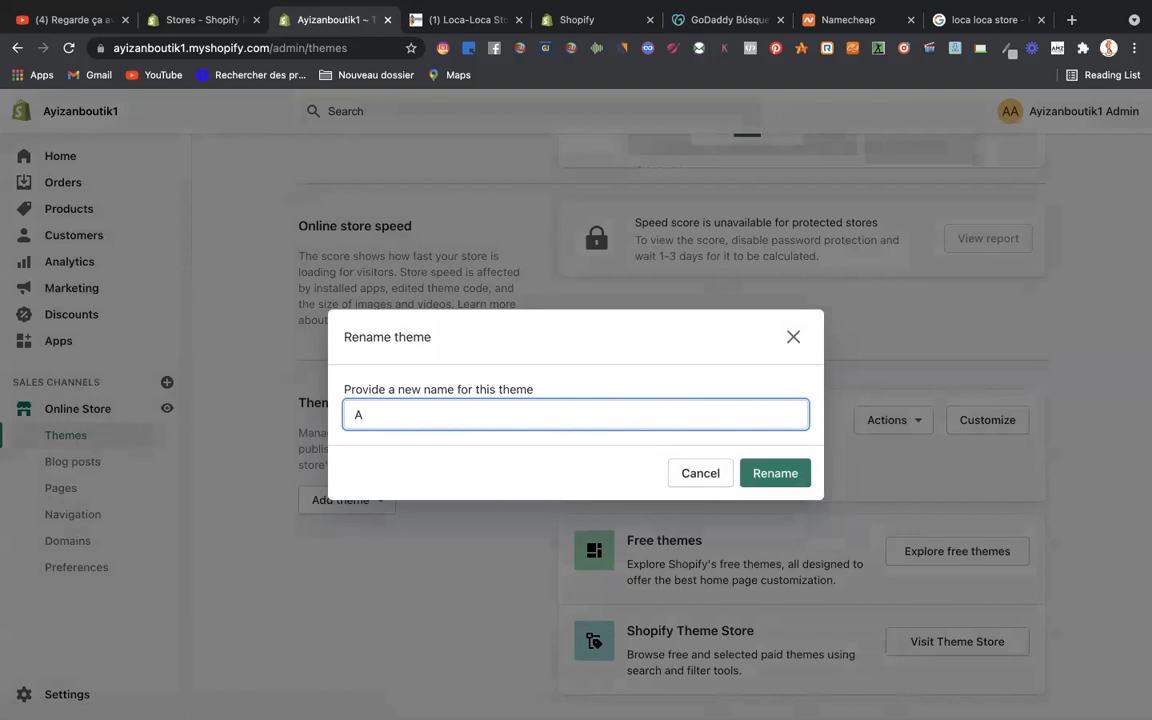 (4) Regarde ça av
Stores - Shopify
Ayizanboutik1 ~ T
(1) Loca-Loca Sto
Shopify
GoDaddy Búsque
Namecheap
loca loca store -
ayizanboutik1.myshopify.com/admin/themes
Apps
Gmail
YouTube
Rechercher des pr...
Nouveau dossier
Maps
Reading List
Ayizanboutik1
Search
AA
Ayizanboutik1 Admin
Home
Orders
Products
Customers
Analytics
Marketing
Discounts
Apps
SALES CHANNELS
Online Store
Themes
Blog posts
Pages
Navigation
Domains
Preferences
Settings
Online store speed
The score shows how fast your store is
loading for visitors. Store speed is affected
by installed apps, edited theme code, and
the size of images and videos. Learn more
about
Speed score is unavailable for protected stores
To view the score, disable password protection and
wait 1-3 days for it to be calculated.
View report
Rename theme
Provide a new name for this theme
A
Cancel
Rename
Actions
Customize
Add theme
Free themes
Explore Shopify's free themes, all designed to
offer the best home page customization.
Explore free themes
Shopify Theme Store
Browse free and selected paid themes using
search and filter tools.
Visit Theme Store